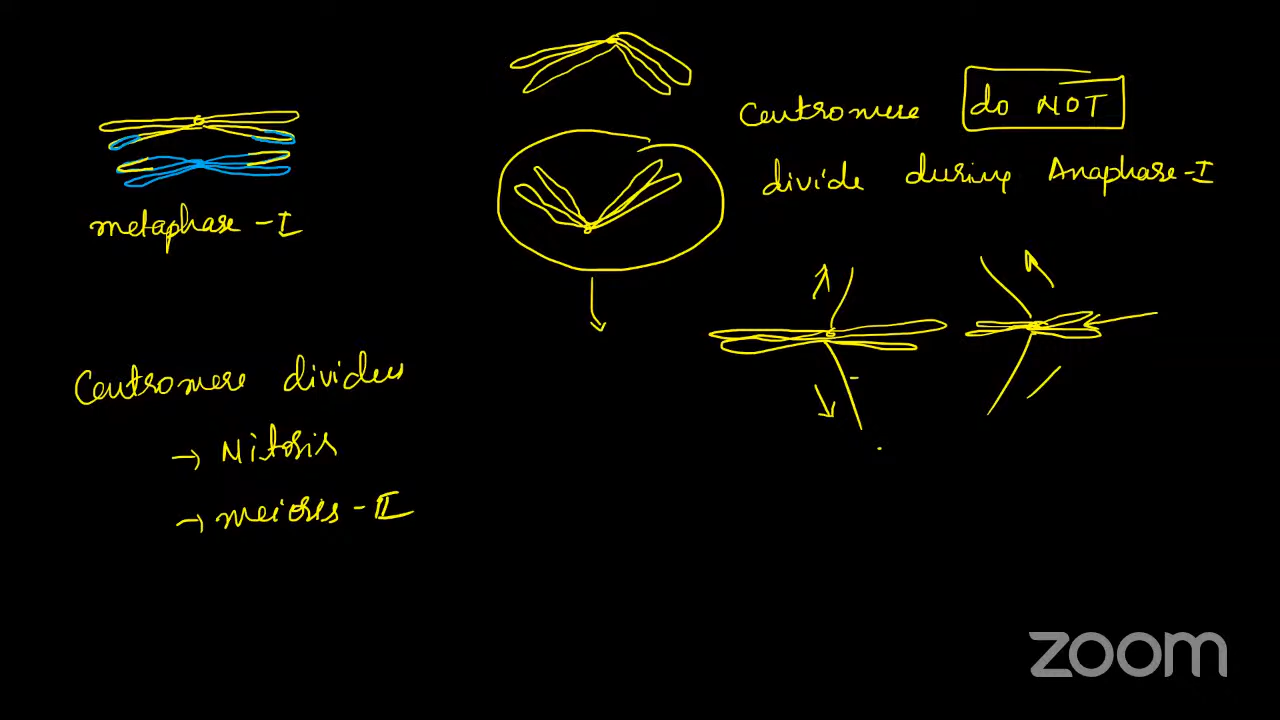 Centromere do NOT
divide during Anaphase-I
metaphase-I
Centromere divides
→ Mitosis
→ meiosis-II
zoom